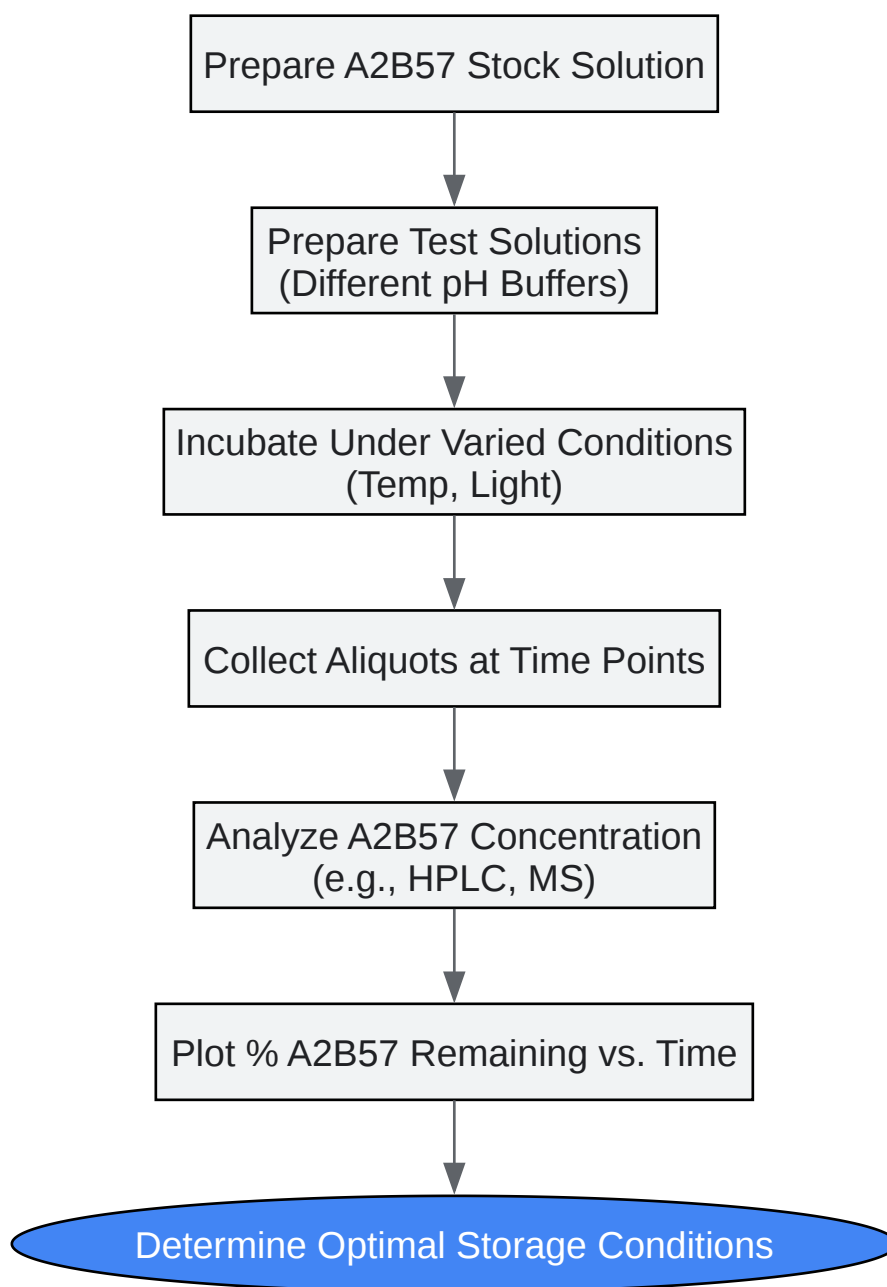 Prepare A2B57 Stock Solution
Prepare Test Solutions
(Different pH Buffers)
Incubate Under Varied Conditions
(Temp, Light)
Collect Aliquots at Time Points
Analyze A2B57 Concentration
(e.g., HPLC, MS)
Plot % A2B57 Remaining vs. Time
Determine Optimal Storage Conditions